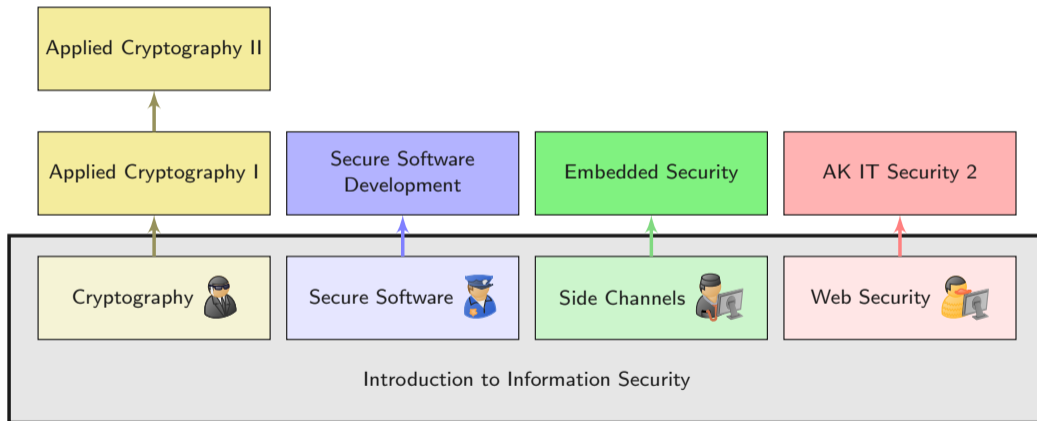 Applied Cryptography II
Applied Cryptography I
Secure Software
Development
Embedded Security
AK IT Security 2
Cryptography
Secure Software
Side Channels
Web Security
Introduction to Information Security